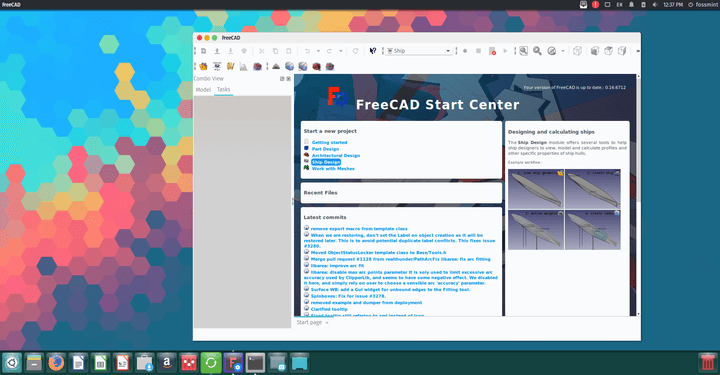 FreeCAD
EN
12:37 PM
fossmint
FreeCAD
Ship
Combo View
Model
Tasks
Your version of FreeCAD is up to date.: 0.16.6712
FreeCAD Start Center
Start a new project
Getting started
Part Design
Architectural Design
Ship Design
Work with Meshes
Recent Files
Latest commits
remove export macro from template class
When we are restoring, don't set the Label on object creation as it will be
restored later. This is to avoid potential duplicate label conflicts. This fixes issue
#3280.
Moved ObjectStatusLocker template class to Base/Tools.h
Merge pull request #1128 from realthunder/PathArcFix libarea: fix arc fitting
libarea: improve arc fit
libarea: disable max arc points parameter It is soly used to limit excessive arc
accuracy used by ClipperLib, and seems to have some negative effect. We disabled
it here, and simply rely on user to choose a sensible arc 'accuracy' parameter.
Surface WB: add a Gui widget for unbound edges to the Filling tool.
Spinboxes: Fix for issue #3278.
removed example and dumper from deployment
Clarified tooltip
Designing and calculating ships
The Ship Design module offers several tools to help
ship designers to view, model and calculate profiles and
other specific properties of ship hulls.
Example workflow :
Start page